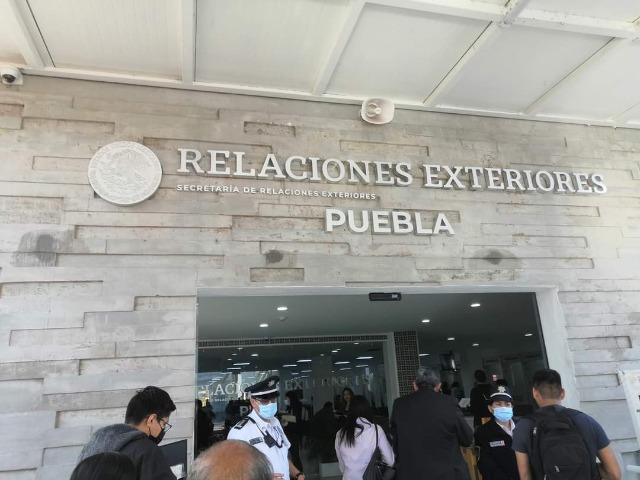 RELACIONES EXTERIORES
SECRETARÍA DE RELACIONES EXTERIORES
PUEBLA